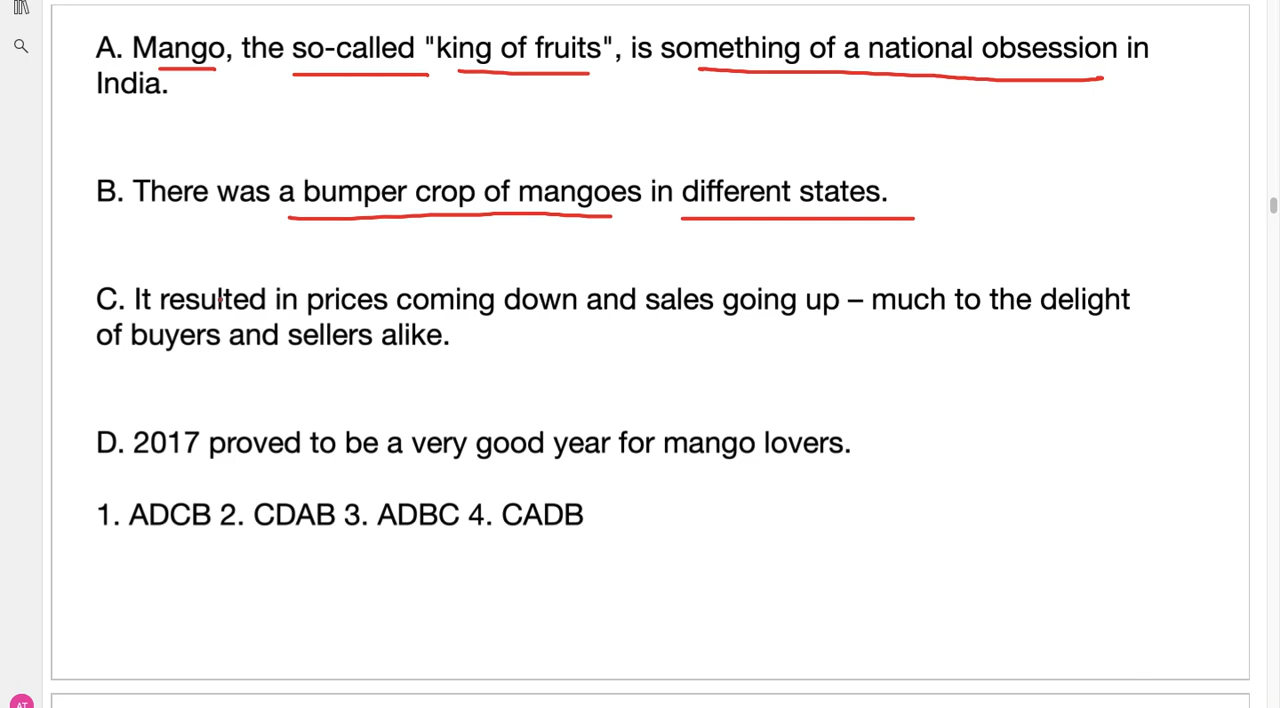 A. Mango, the so-called "king of fruits", is something of a national obsession in
India.
B. There was a bumper crop of mangoes in different states.
C. It resulted in prices coming down and sales going up – much to the delight
of buyers and sellers alike.
D. 2017 proved to be a very good year for mango lovers.
1. ADCB 2. CDAB 3. ADBC 4. CADB
AT